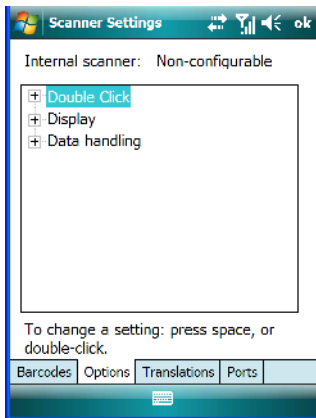 Scanner Settings ok
Internal scanner: Non-configurable
Double Click
Display
Data handling
To change a setting: press space, or
double-click.
Barcodes Options Translations Ports